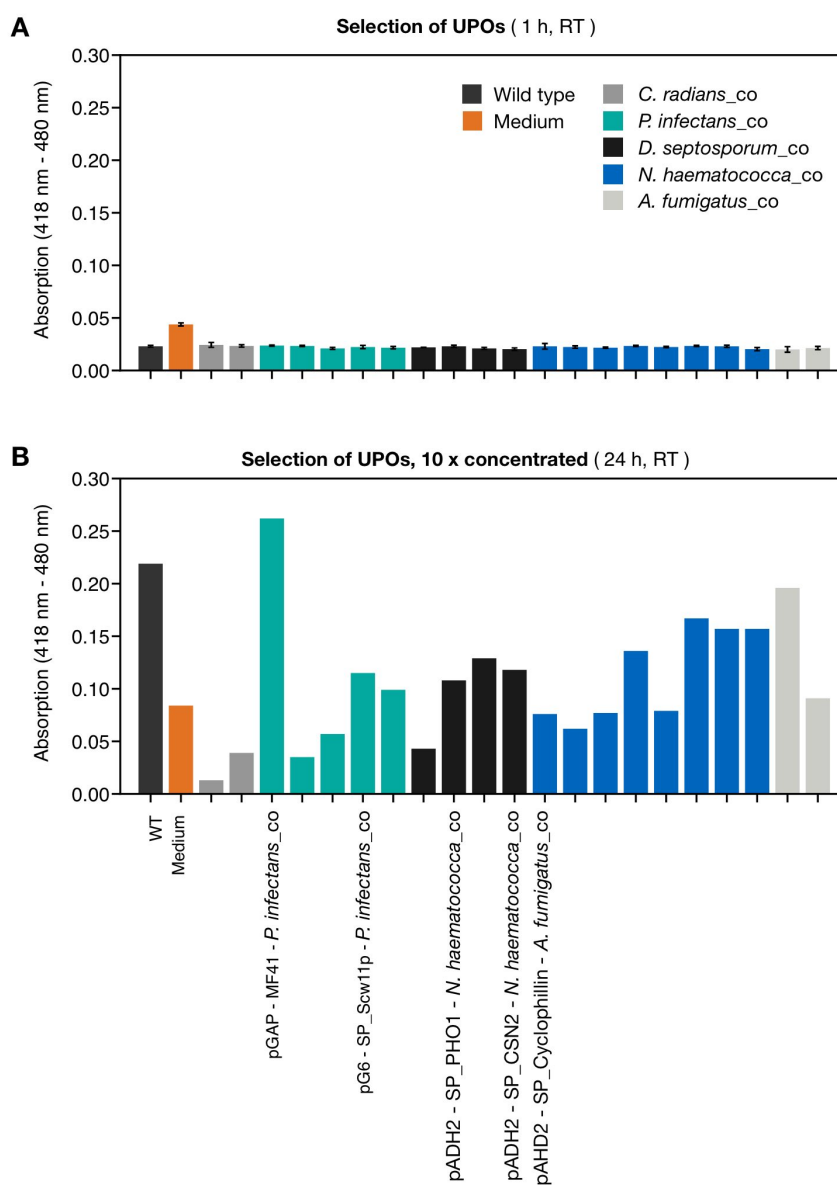 A
Selection of UPOs ( 1 h, RT )
Absorption (418 nm - 480 nm)
0.30
0.25
0.20
0.15
0.10
0.05
0.00
Wild type
Medium
C. radians_co
P. infectans_co
D. septosporum_co
N. haematococca_co
A. fumigatus_co
B
Selection of UPOs, 10 x concentrated ( 24 h, RT )
Absorption (418 nm - 480 nm)
0.30
0.25
0.20
0.15
0.10
0.05
0.00
WT
Medium
pGAP - MF41 - P. infectans_co
pG6 - SP_Scw11p - P. infectans_co
pADH2 - SP_PHO1 - N. haematococca_co
pADH2 - SP_CSN2 - N. haematococca_co
pAHD2 - SP_Cyclophillin - A. fumigatus_co